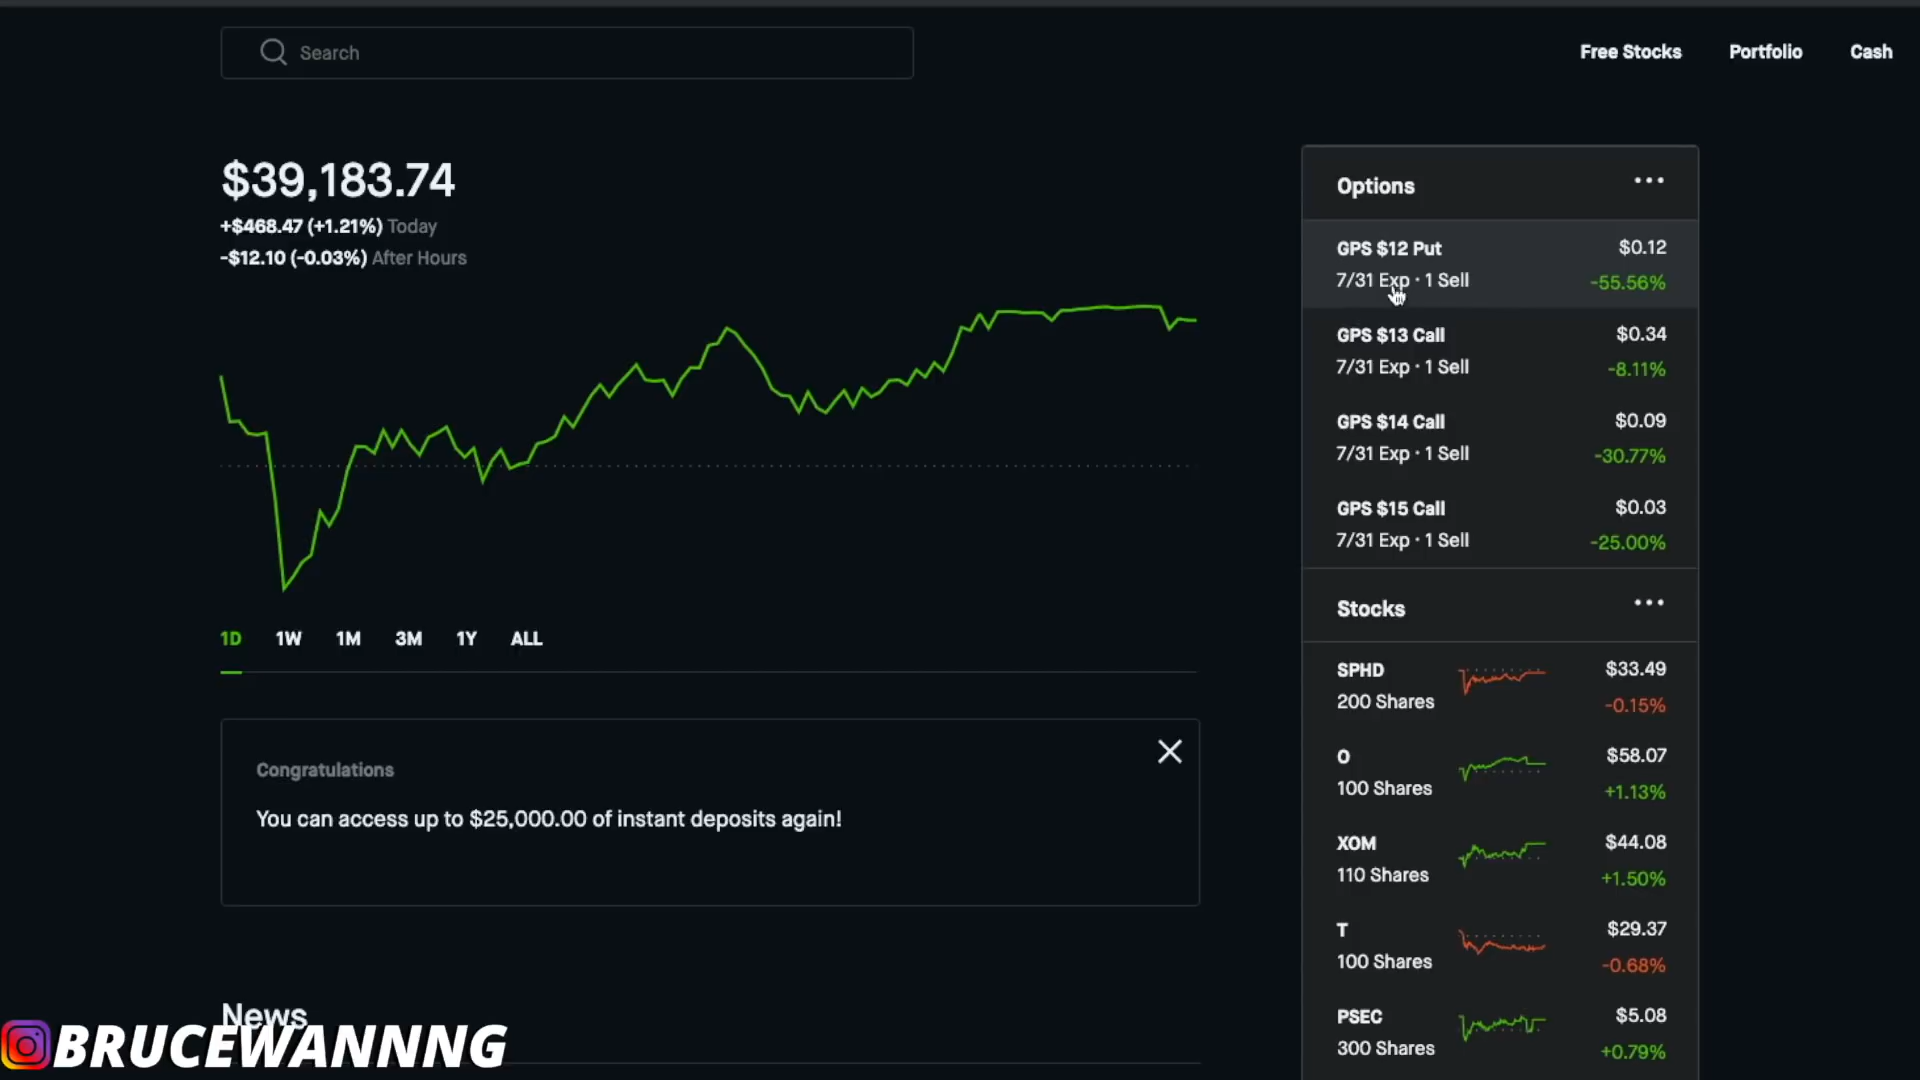 Search
Free Stocks
Portfolio
Cash
$39,183.74
+$468.47 (+1.21%) Today
-$12.10 (-0.03%) After Hours
1D
1W
1M
3M
1Y
ALL
Congratulations
You can access up to $25,000.00 of instant deposits again!
News
BRUCEWANNNG
Options
GPS $12 Put $0.12
7/31 Exp · 1 Sell -55.56%
GPS $13 Call $0.34
7/31 Exp · 1 Sell -8.11%
GPS $14 Call $0.09
7/31 Exp · 1 Sell -30.77%
GPS $15 Call $0.03
7/31 Exp · 1 Sell -25.00%
Stocks
SPHD $33.49
200 Shares -0.15%
O $58.07
100 Shares +1.13%
XOM $44.08
110 Shares +1.50%
T $29.37
100 Shares -0.68%
PSEC $5.08
300 Shares +0.79%